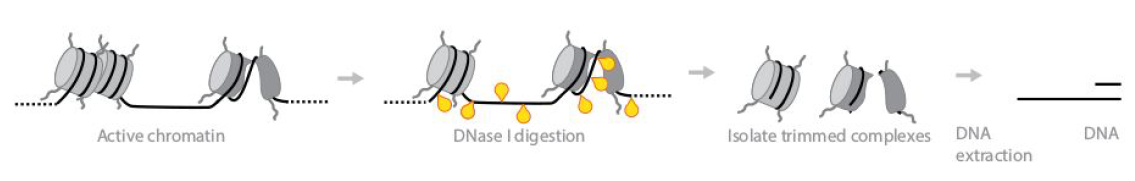 Active chromatin
DNase I digestion
Isolate trimmed complexes
DNA
extraction
DNA